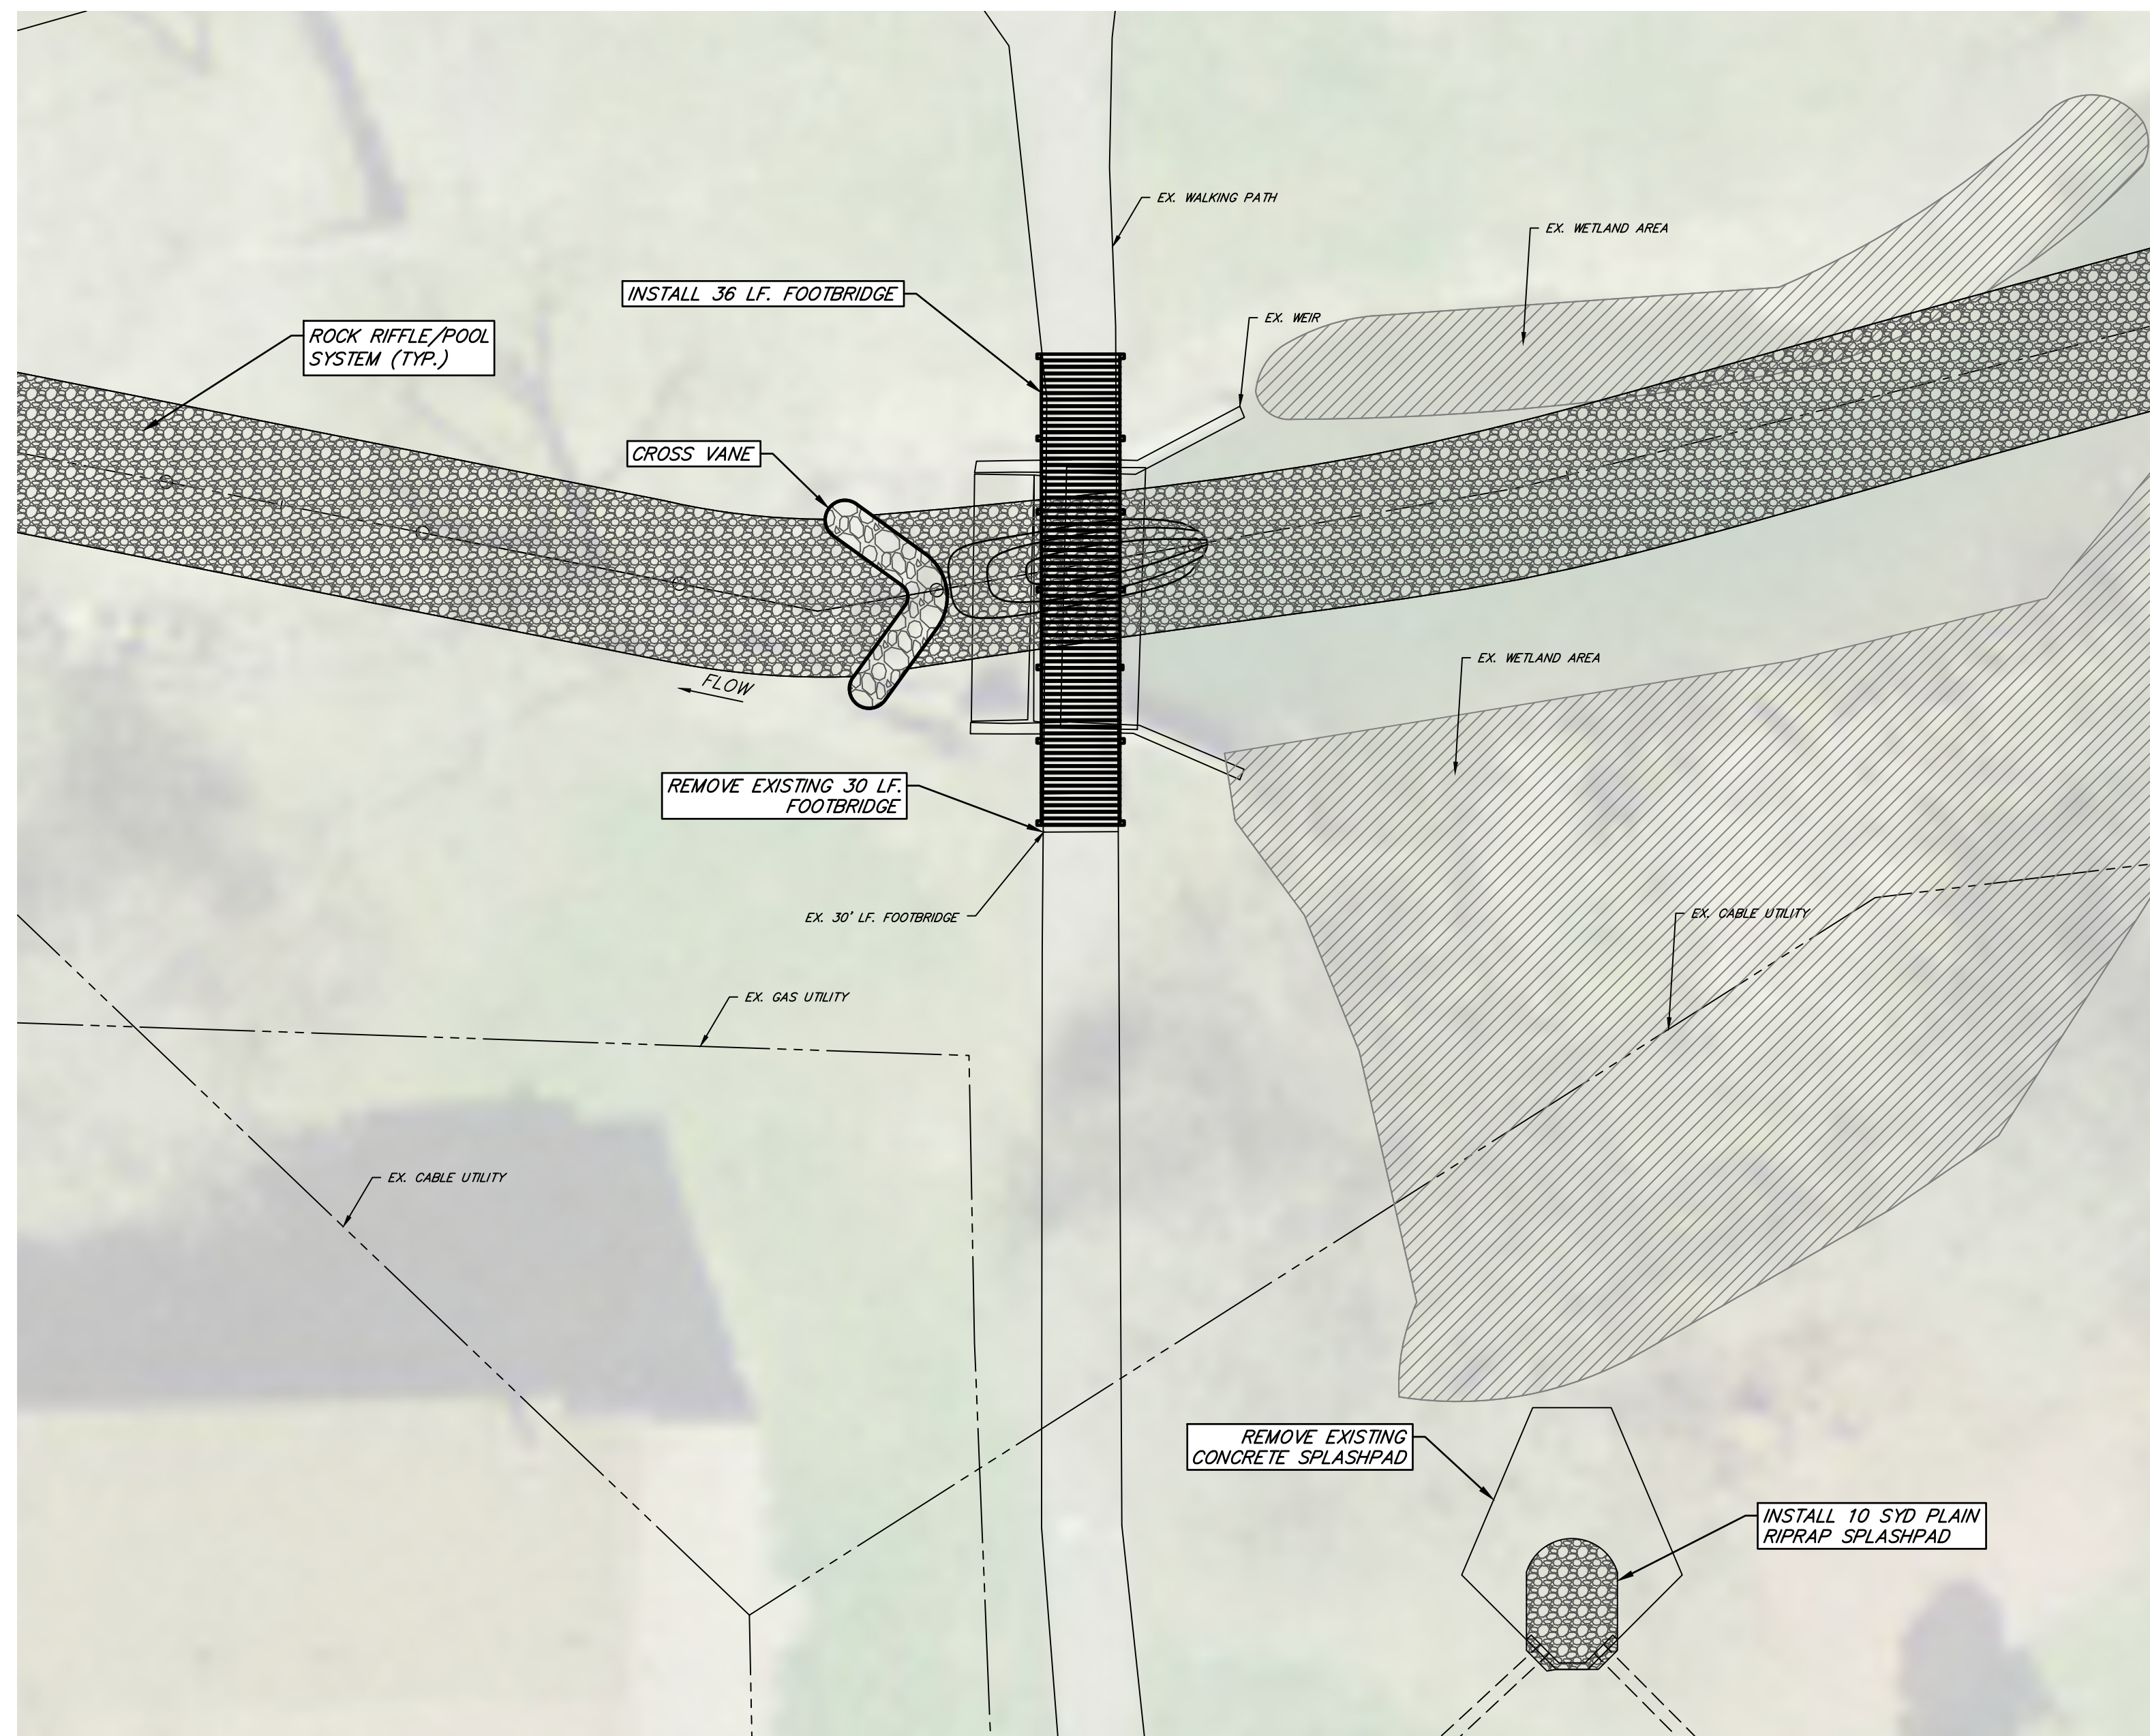 EX. WALKING PATH
EX. WETLAND AREA
INSTALL 36 LF. FOOTBRIDGE
EX. WEIR
ROCK RIFFLE/POOL
SYSTEM (TYP.)
CROSS VANE
FLOW
EX. WETLAND AREA
REMOVE EXISTING 30 LF.
FOOTBRIDGE
EX. 30' LF. FOOTBRIDGE
EX. CABLE UTILITY
EX. GAS UTILITY
EX. CABLE UTILITY
REMOVE EXISTING
CONCRETE SPLASHPAD
INSTALL 10 SYD PLAIN
RIPRAP SPLASHPAD